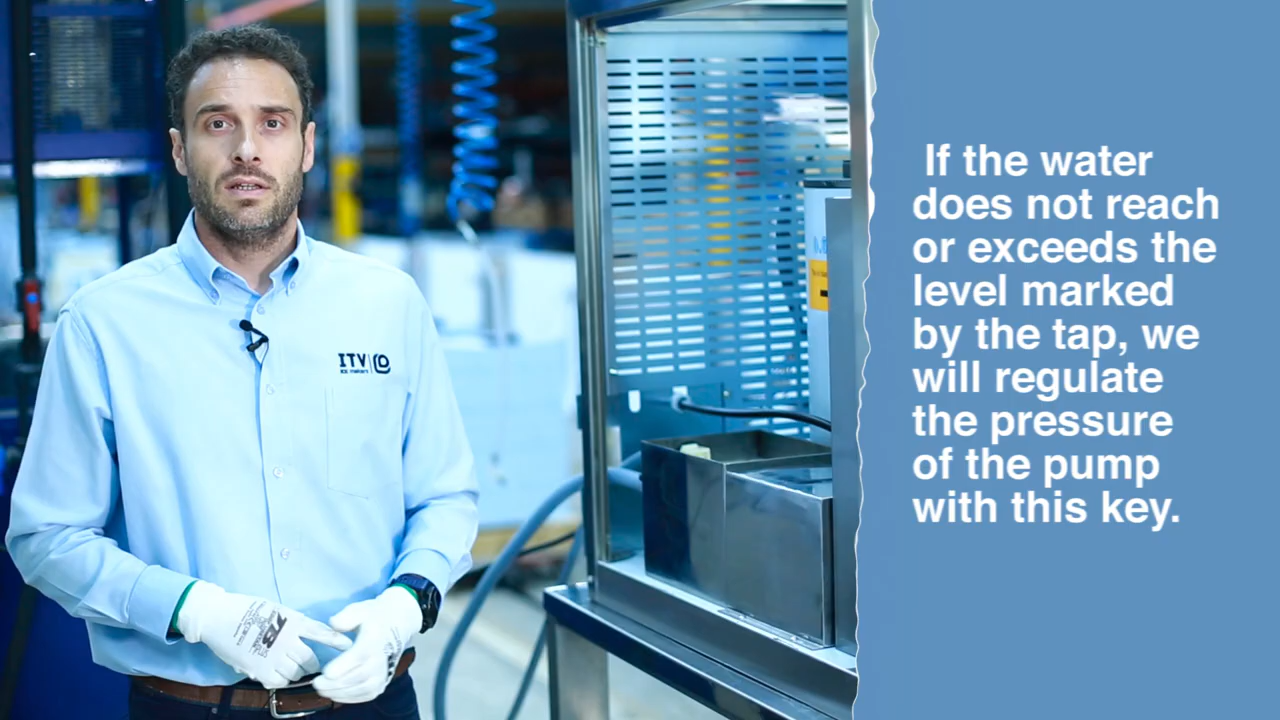 ITV
If the water
does not reach
or exceeds the
level marked
by the tap, we
will regulate
the pressure
of the pump
with this key.